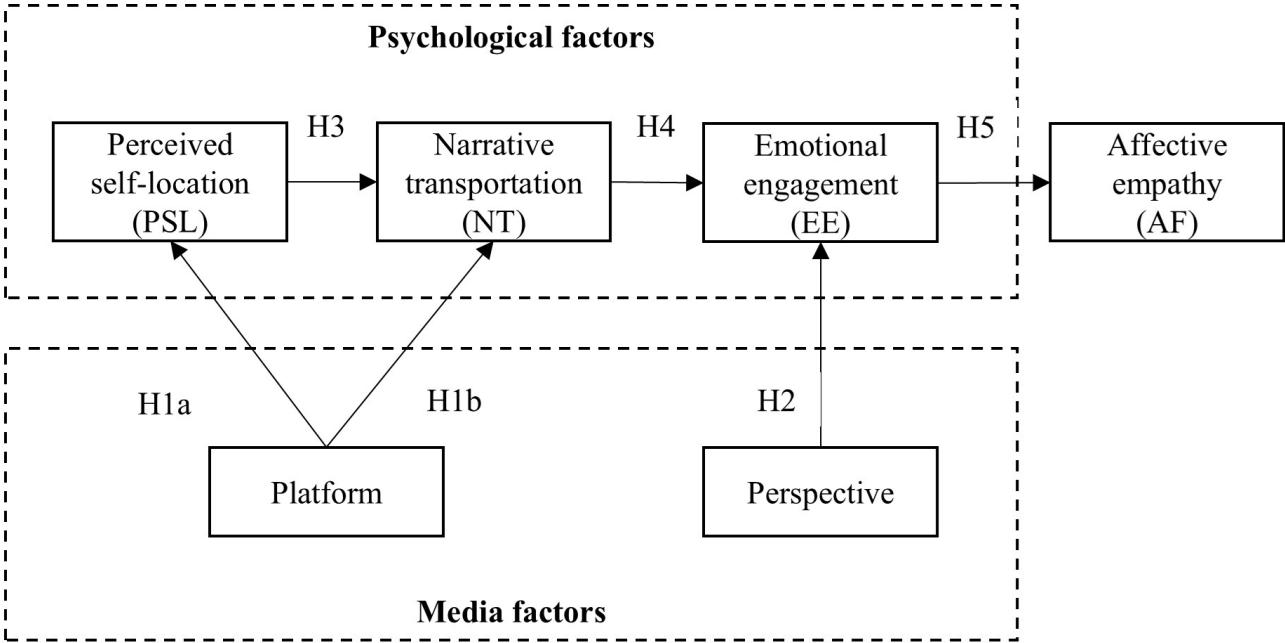 Psychological factors
H3
H4
H5
Perceived
self-location
(PSL)
Narrative
transportation
(NT)
Emotional
engagement
(EE)
Affective
empathy
(AF)
H1a
H1b
H2
Platform
Perspective
Media factors